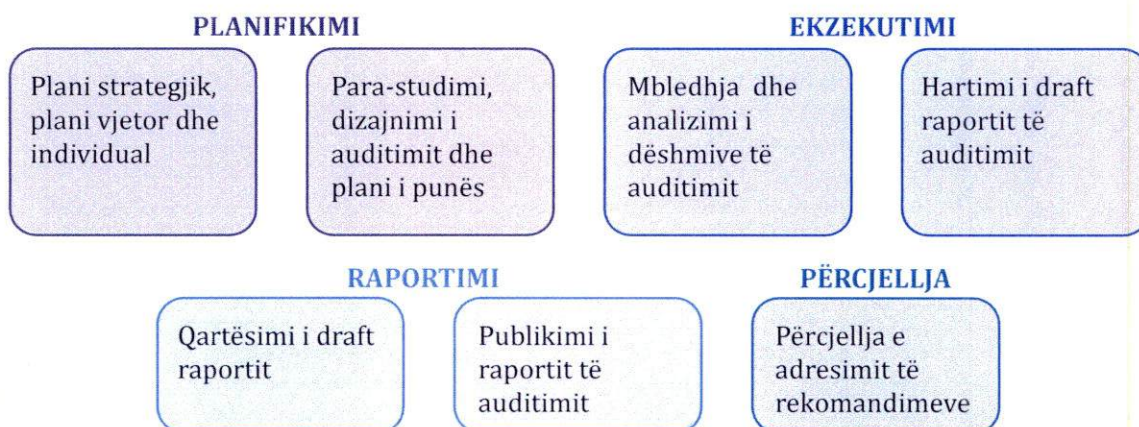 PLANIFIKIMI
Plani strategjik,
plani vjetor dhe
individual
Para-studimi,
dizajnimi i
auditimit dhe
plani i punës
EKZEKUTIMI
Mbledhja dhe
analizimi i
dëshmive të
auditimit
Hartimi i draft
raportit të
auditimit
RAPORTIMI
Qartësimi i draft
raportit
Publikimi i
raportit të
auditimit
PËRCJELLJA
Përcjellja e
adresimit të
rekomandimeve